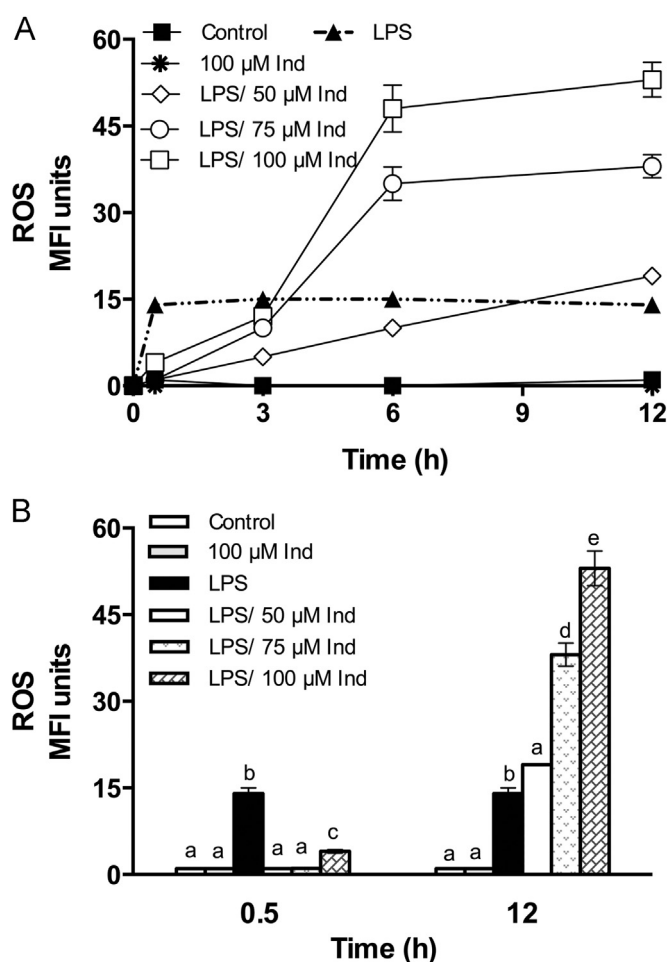 A
60
45
30
15
0
ROS
MFI units
Control
LPS
100 µM Ind
LPS/ 50 µM Ind
LPS/ 75 µM Ind
LPS/ 100 µM Ind
0 3 6 9 12
Time (h)
B
60
45
30
15
0
ROS
MFI units
Control
100 µM Ind
LPS
LPS/ 50 µM Ind
LPS/ 75 µM Ind
LPS/ 100 µM Ind
a a b a a c
a a b a d e
0.5 12
Time (h)